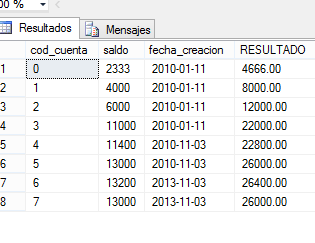 00 %
Resultados Mensajes
cod_cuenta saldo fecha_creacion RESULTADO
1 0 2333 2010-01-11 4666.00
2 1 4000 2010-01-11 8000.00
3 2 6000 2010-01-11 12000.00
4 3 11000 2010-01-11 22000.00
5 4 11400 2010-11-03 22800.00
6 5 13000 2010-11-03 26000.00
7 6 13200 2013-11-03 26400.00
8 7 13000 2013-11-03 26000.00